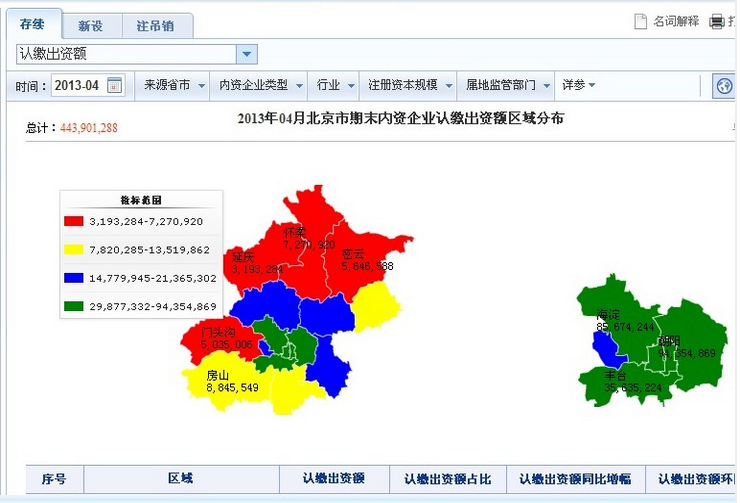 存续 新设 注吊销 名词解释
认缴出资额
时间: 2013-04 来源省市 内资企业类型 行业 注册资本规模 属地监管部门 详参
总计: 443,901,288
2013年04月北京市期末内资企业认缴出资额区域分布
指标范围
3,193,284-7,270,920
7,820,285-13,519,862
14,779,945-21,365,302
29,877,332-94,354,869
怀柔
7,270,920
密云
5,646,988
延庆
3,193,284
门头沟
5,035,006
房山
8,845,549
海淀
85,674,244
朝阳
94,354,869
丰台
35,635,224
序号 区域 认缴出资额 认缴出资额占比 认缴出资额同比增幅 认缴出资额环